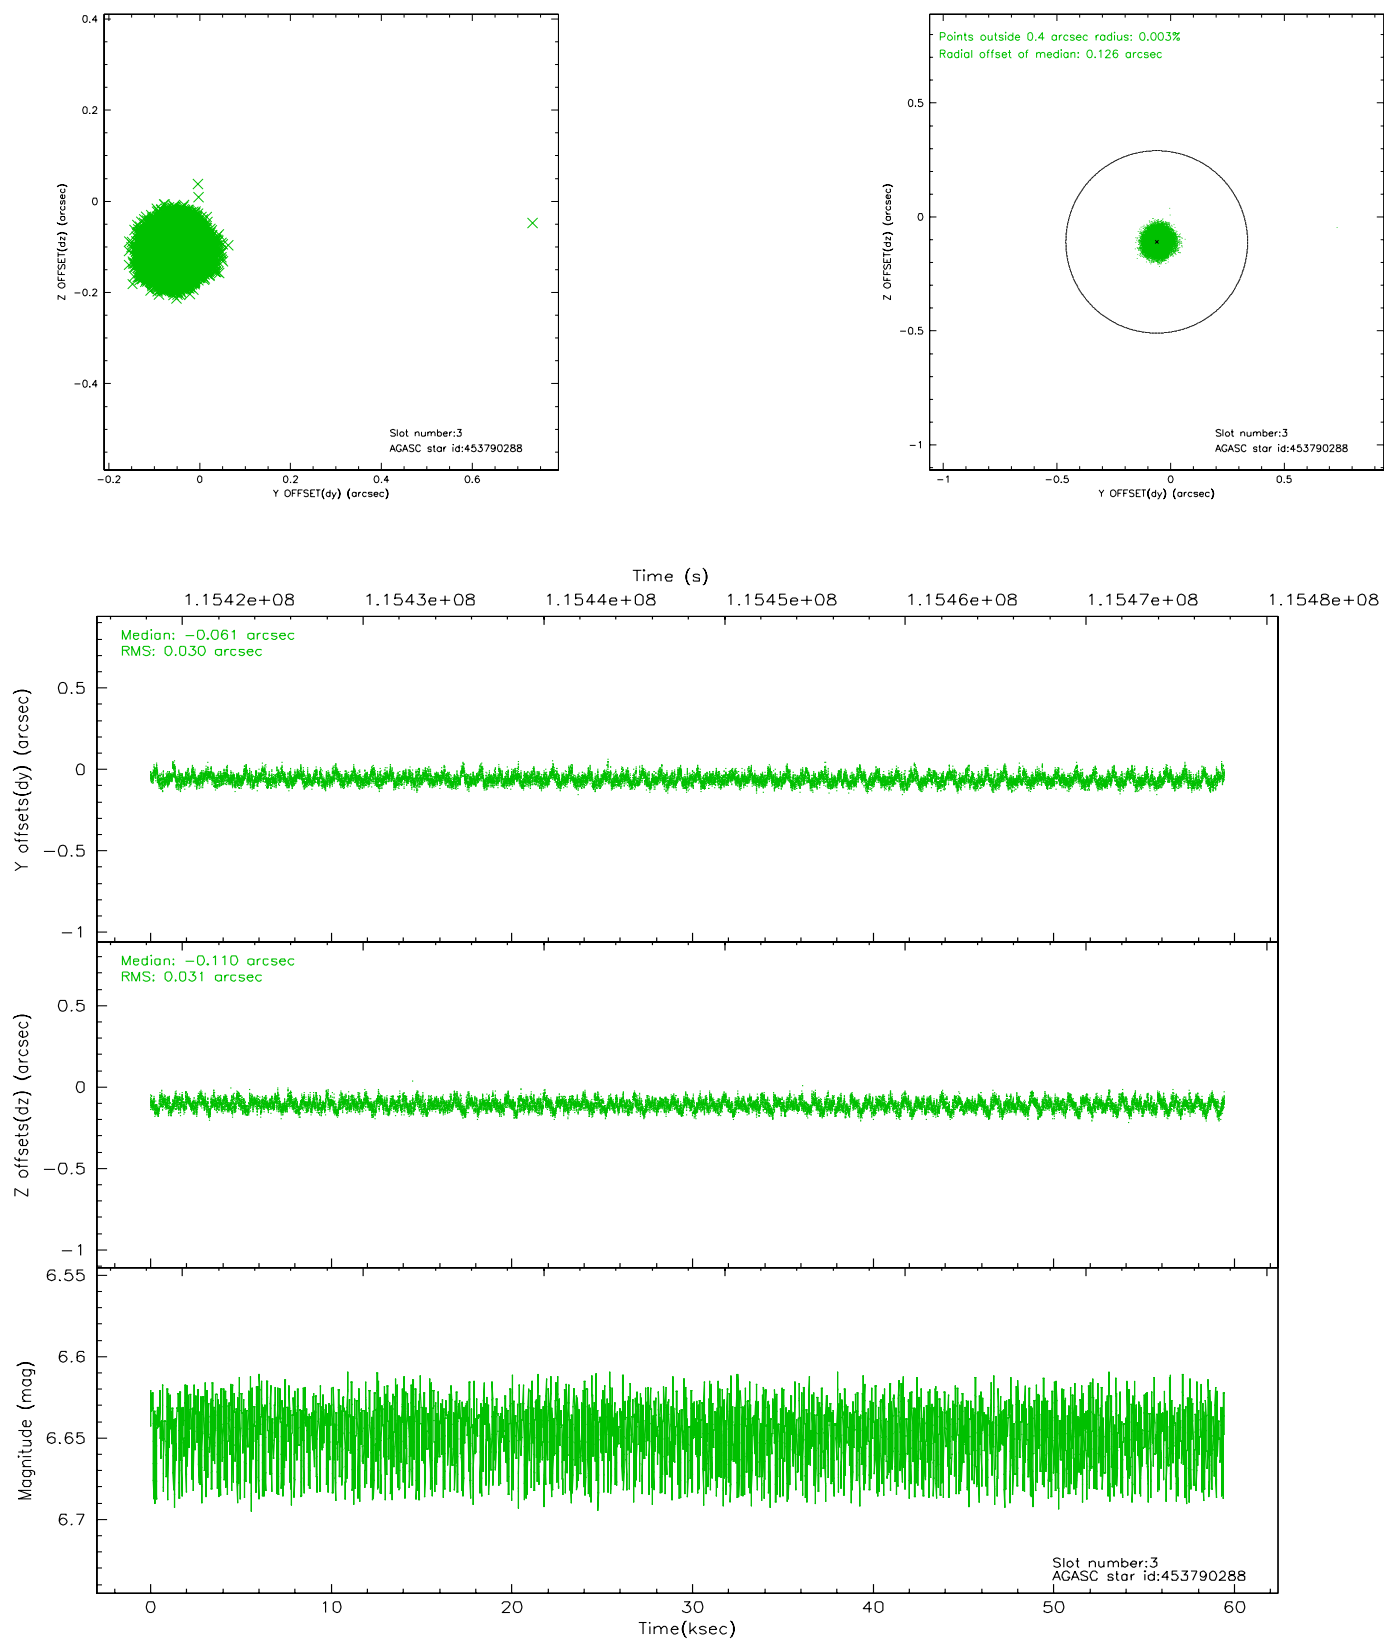 0.4
0.2
0
−0.2
−0.4
Z OFFSET(dz) (arcsec)
Slot number:3
AGASC star id:453790288
−0.2
0
0.2
0.4
0.6
Y OFFSET(dy) (arcsec)
Points outside 0.4 arcsec radius: 0.003%
Radial offset of median: 0.126 arcsec
0.5
0
−0.5
−1
Z OFFSET(dz) (arcsec)
Slot number:3
AGASC star id:453790288
−1
−0.5
0
0.5
Y OFFSET(dy) (arcsec)
Time (s)
1.1542e+08
1.1543e+08
1.1544e+08
1.1545e+08
1.1546e+08
1.1547e+08
1.1548e+08
Median: −0.061 arcsec
RMS: 0.030 arcsec
0.5
0
−0.5
−1
Y offsets(dy) (arcsec)
Median: −0.110 arcsec
RMS: 0.031 arcsec
0.5
0
−0.5
−1
Z offsets(dz) (arcsec)
6.55
6.6
6.65
6.7
Magnitude (mag)
Slot number:3
AGASC star id:453790288
0
10
20
30
40
50
60
Time(ksec)